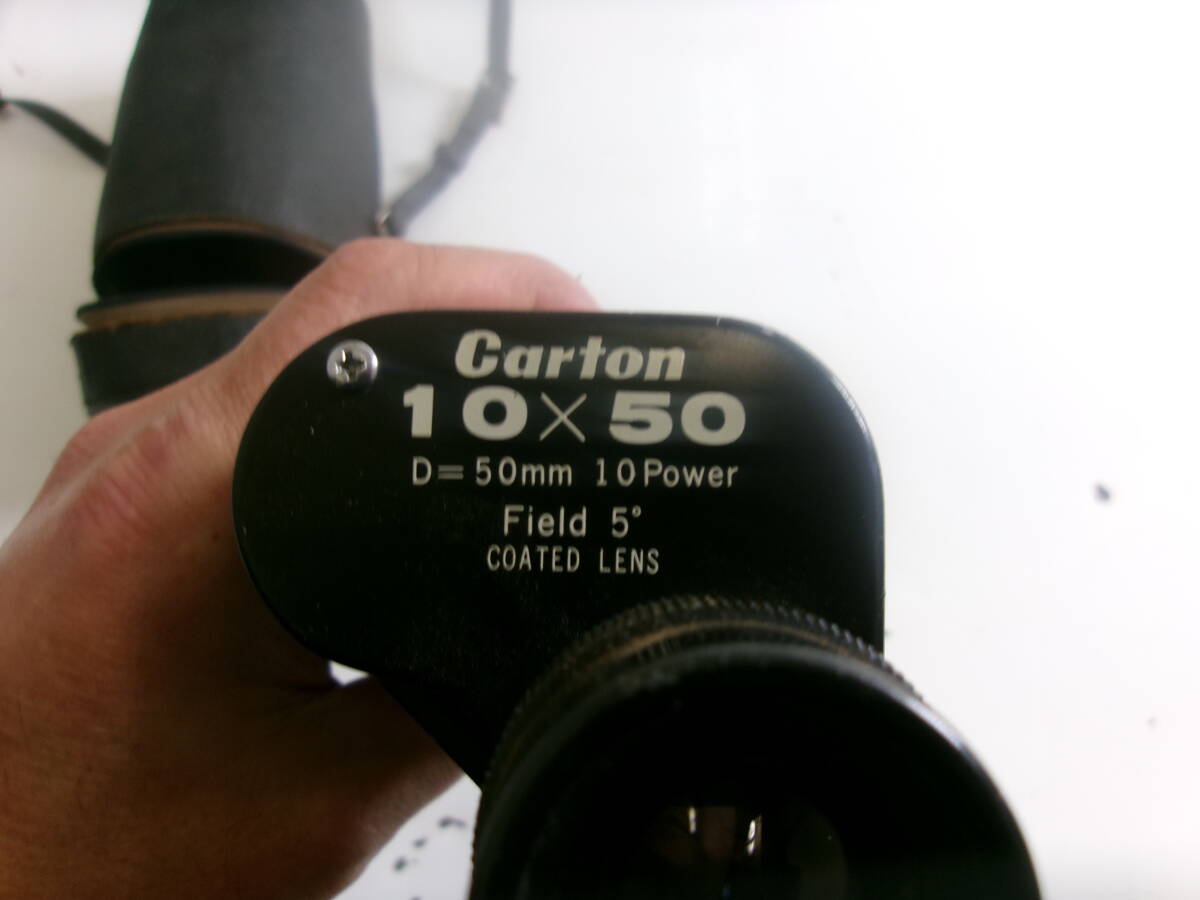 Carton
10×50
D=50mm 10Power
Field 5°
COATED LENS